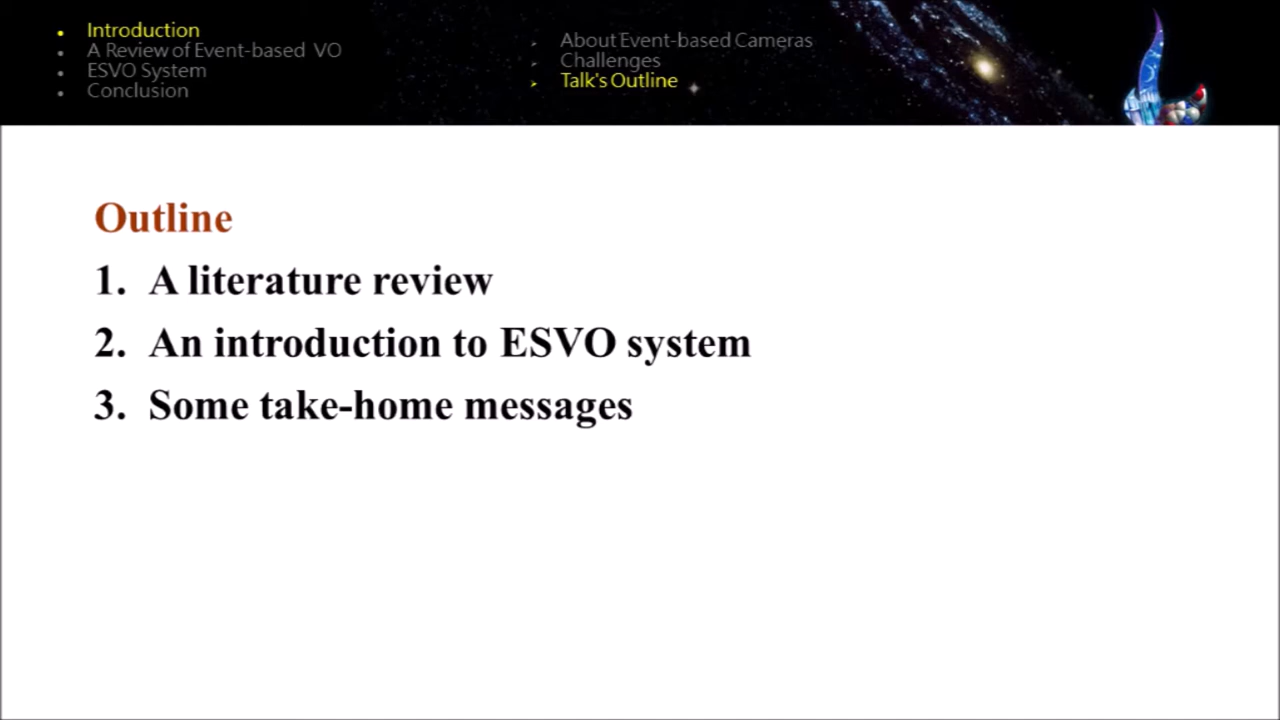 Introduction
A Review of Event-based VO
ESVO System
Conclusion
About Event-based Cameras
Challenges
Talk's Outline
Outline
1. A literature review
2. An introduction to ESVO system
3. Some take-home messages